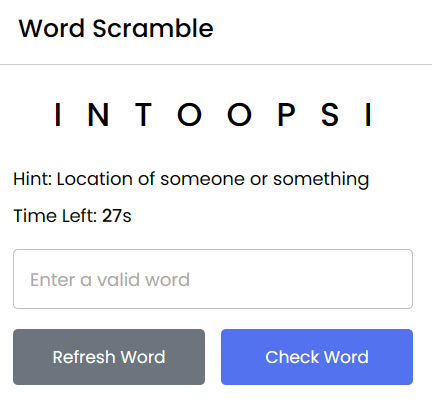 Word Scramble
I N T O O P S I
Hint: Location of someone or something
Time Left: 27s
Enter a valid word
Refresh Word Check Word